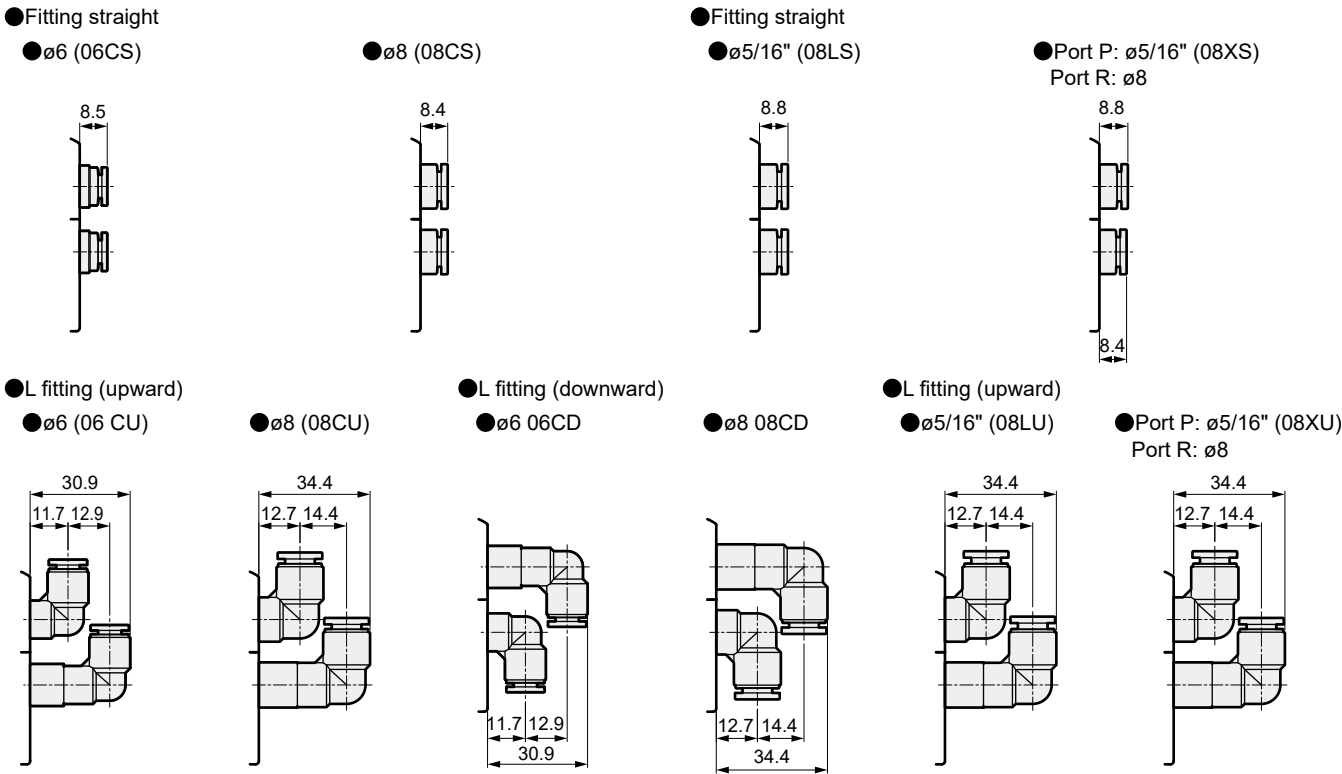 ●Fitting straight
●ø6 (06CS)
8.5
●ø8 (08CS)
8.4
●Fitting straight
●ø5/16" (08LS)
8.8
●Port P: ø5/16" (08XS)
Port R: ø8
8.8
8.4
●L fitting (upward)
●ø6 (06 CU)
30.9
11.7 12.9
●ø8 (08CU)
34.4
12.7 14.4
●L fitting (downward)
●ø6 06CD
11.7 12.9
30.9
●ø8 08CD
12.7 14.4
34.4
●L fitting (upward)
●ø5/16" (08LU)
34.4
12.7 14.4
●Port P: ø5/16" (08XU)
Port R: ø8
34.4
12.7 14.4